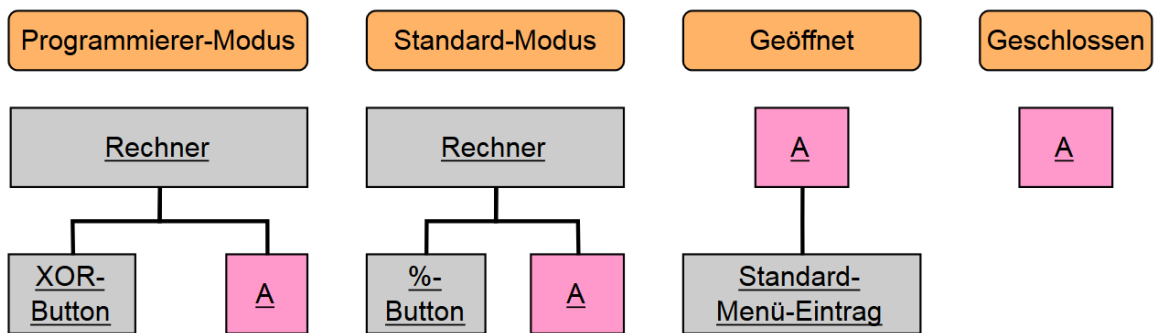 Programmierer-Modus
Standard-Modus
Geöffnet
Geschlossen
Rechner
Rechner
A
A
XOR-
Button
A
%-
Button
A
Standard-
Menü-Eintrag